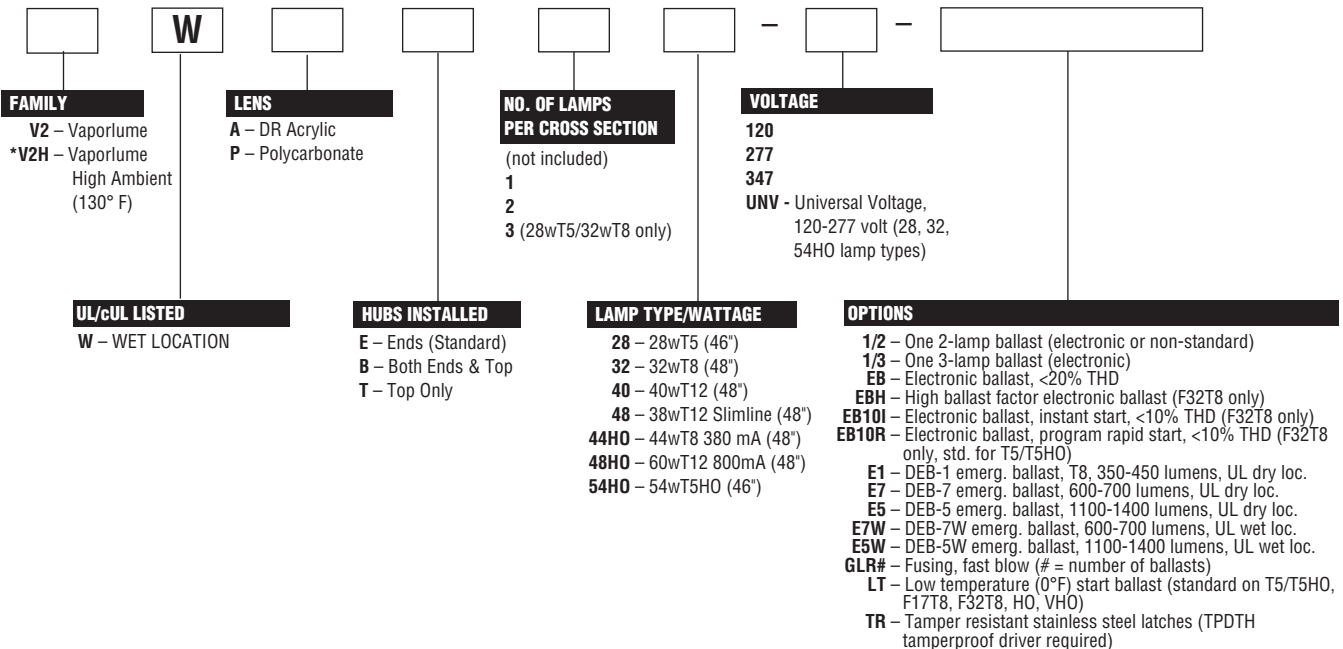 W – –
FAMILY
V2 – Vaporlume
*V2H – Vaporlume
High Ambient
(130° F)
LENS
A – DR Acrylic
P – Polycarbonate
NO. OF LAMPS
PER CROSS SECTION
(not included)
1
2
3 (28wT5/32wT8 only)
VOLTAGE
120
277
347
UNV - Universal Voltage,
120-277 volt (28, 32,
54HO lamp types)
UL/cUL LISTED
W – WET LOCATION
HUBS INSTALLED
E – Ends (Standard)
B – Both Ends & Top
T – Top Only
LAMP TYPE/WATTAGE
28 – 28wT5 (46")
32 – 32wT8 (48")
40 – 40wT12 (48")
48 – 38wT12 Slimline (48")
44HO – 44wT8 380 mA (48")
48HO – 60wT12 800mA (48")
54HO – 54wT5HO (46")
OPTIONS
1/2 – One 2-lamp ballast (electronic or non-standard)
1/3 – One 3-lamp ballast (electronic)
EB – Electronic ballast, <20% THD
EBH – High ballast factor electronic ballast (F32T8 only)
EB10I – Electronic ballast, instant start, <10% THD (F32T8 only)
EB10R – Electronic ballast, program rapid start, <10% THD (F32T8
only, std. for T5/T5HO)
E1 – DEB-1 emerg. ballast, T8, 350-450 lumens, UL dry loc.
E7 – DEB-7 emerg. ballast, 600-700 lumens, UL dry loc.
E5 – DEB-5 emerg. ballast, 1100-1400 lumens, UL dry loc.
E7W – DEB-7W emerg. ballast, 600-700 lumens, UL wet loc.
E5W – DEB-5W emerg. ballast, 1100-1400 lumens, UL wet loc.
GLR# – Fusing, fast blow (# = number of ballasts)
LT – Low temperature (0°F) start ballast (standard on T5/T5HO,
F17T8, F32T8, HO, VHO)
TR – Tamper resistant stainless steel latches (TPDTH
tamperproof driver required)